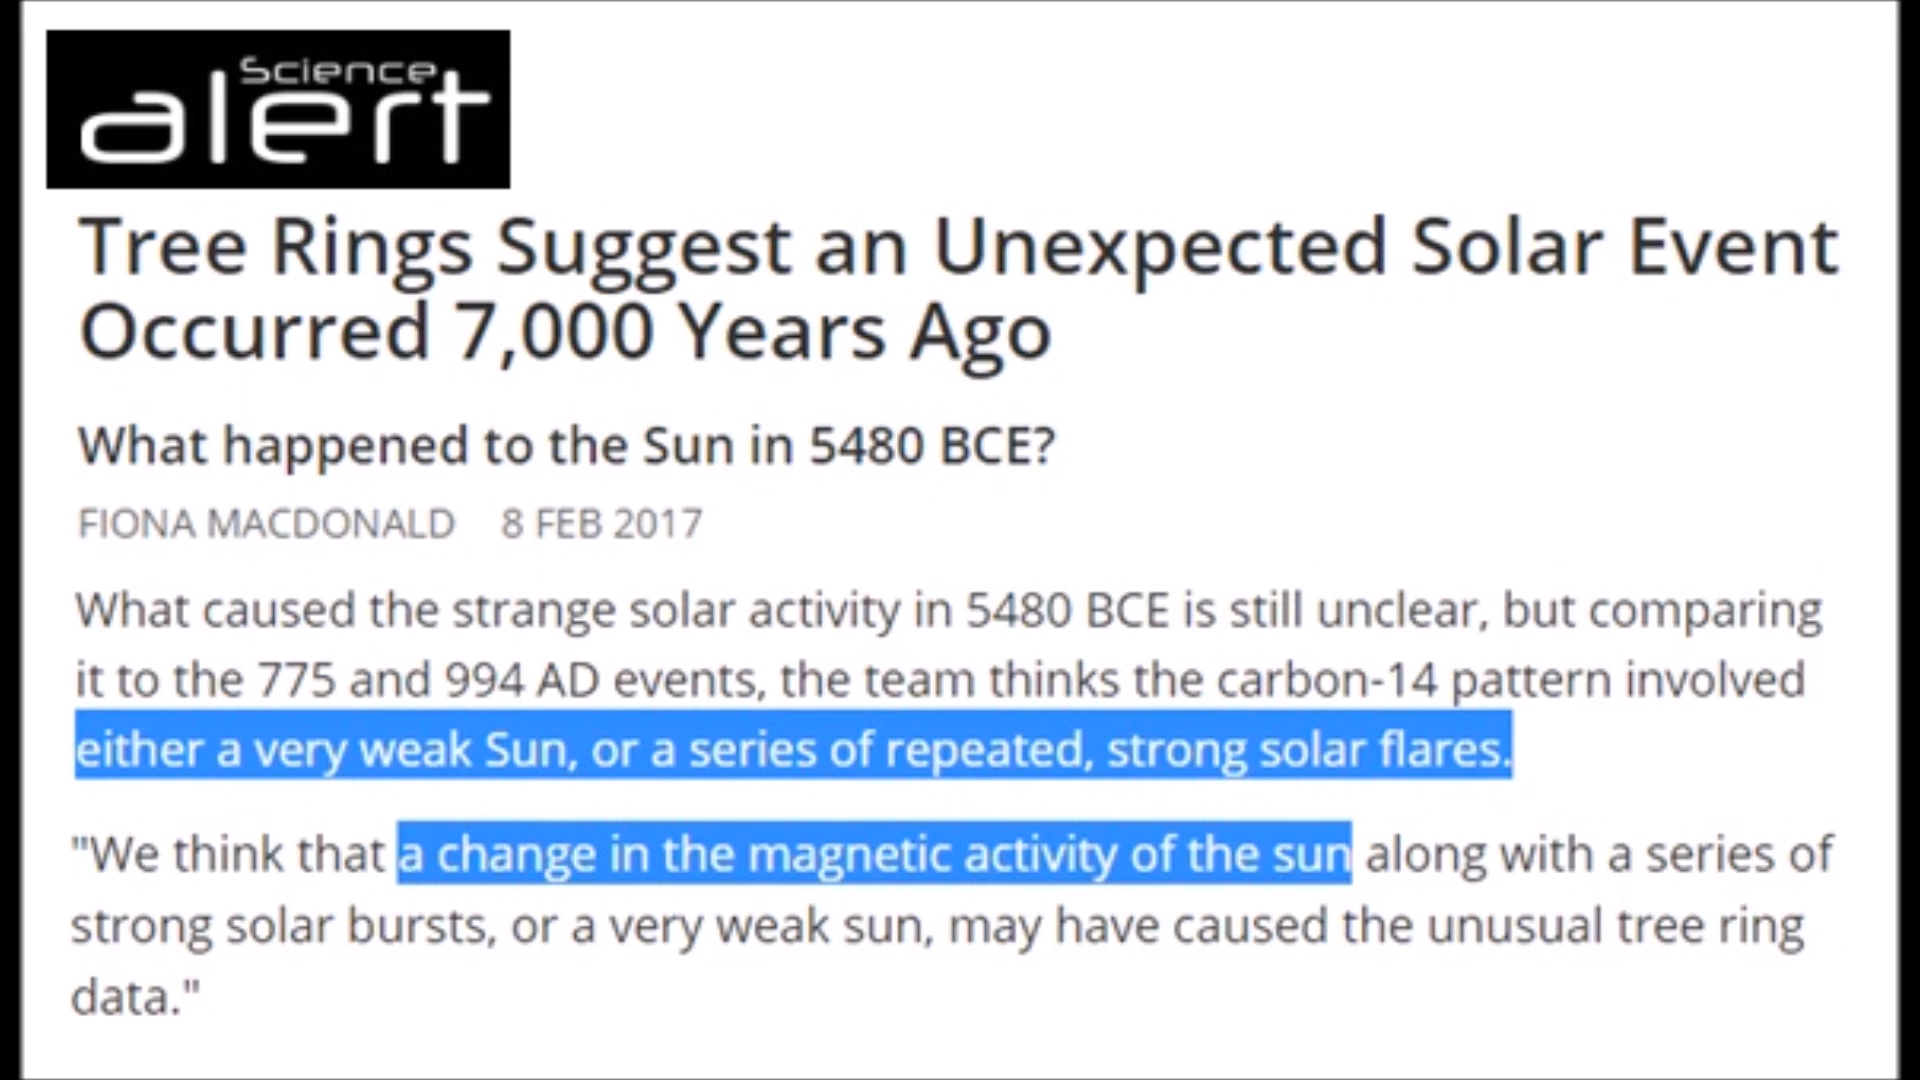 Science
alert
Tree Rings Suggest an Unexpected Solar Event
Occurred 7,000 Years Ago
What happened to the Sun in 5480 BCE?
FIONA MACDONALD 8 FEB 2017
What caused the strange solar activity in 5480 BCE is still unclear, but comparing
it to the 775 and 994 AD events, the team thinks the carbon-14 pattern involved
either a very weak Sun, or a series of repeated, strong solar flares.
"We think that a change in the magnetic activity of the sun along with a series of
strong solar bursts, or a very weak sun, may have caused the unusual tree ring
data."